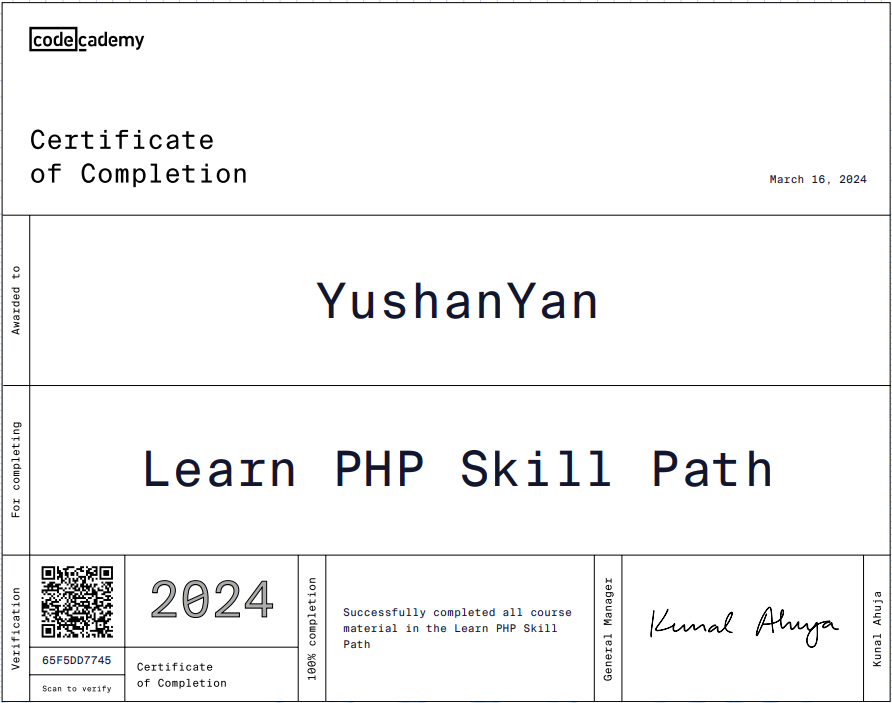 codecademy
Certificate
of Completion
March 16, 2024
Awarded to
YushanYan
For completing
Learn PHP Skill Path
Verification
65F5DD7745
Scan to verify
2024
Certificate
of Completion
100% completion
Successfully completed all course
material in the Learn PHP Skill
Path
General Manager
Kunal Ahuja
Kunal Ahuja